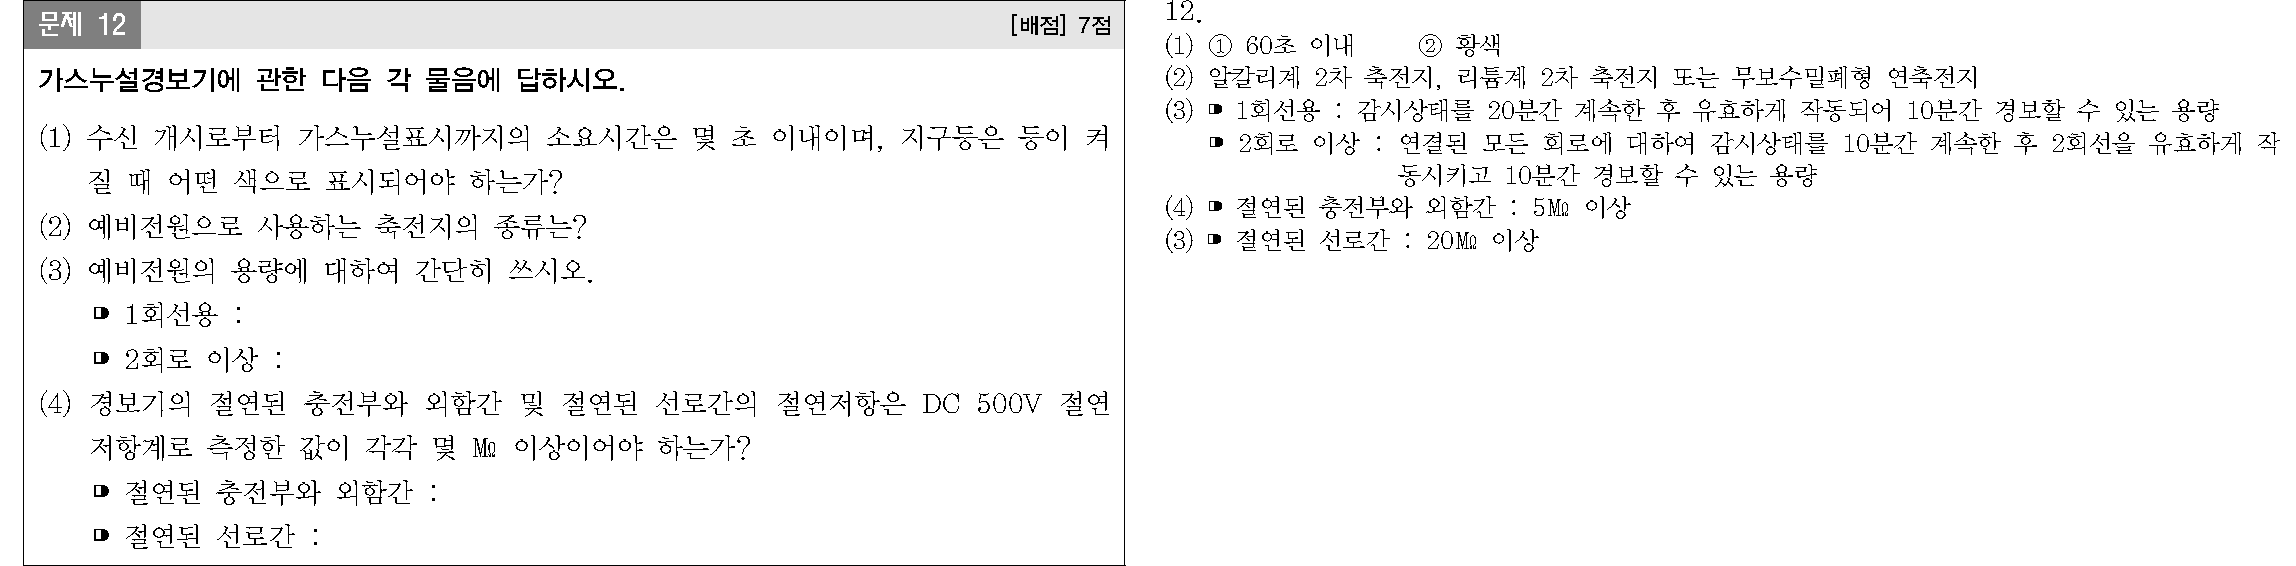 문제 12
[배점] 7점
가스누설경보기에 관한 다음 각 물음에 답하시오.
(1) 수신 개시로부터 가스누설표시까지의 소요시간은 몇 초 이내이며, 지구등은 등이 켜
질 때 어떤 색으로 표시되어야 하는가?
(2) 예비전원으로 사용하는 축전지의 종류는?
(3) 예비전원의 용량에 대하여 간단히 쓰시오.
1회선용 :
2회로 이상 :
(4) 경보기의 절연된 충전부와 외함간 및 절연된 선로간의 절연저항은 DC 500V 절연
저항계로 측정한 값이 각각 몇 ㏁ 이상이어야 하는가?
절연된 충전부와 외함간 :
절연된 선로간 :
12.
(1) ① 60초 이내 ② 황색
(2) 알칼리계 2차 축전지, 리튬계 2차 축전지 또는 무보수밀폐형 연축전지
(3) 1회선용 : 감시상태를 20분간 계속한 후 유효하게 작동되어 10분간 경보할 수 있는 용량
2회로 이상 : 연결된 모든 회로에 대하여 감시상태를 10분간 계속한 후 2회선을 유효하게 작
동시키고 10분간 경보할 수 있는 용량
(4) 절연된 충전부와 외함간 : 5㏁ 이상
(3) 절연된 선로간 : 20㏁ 이상